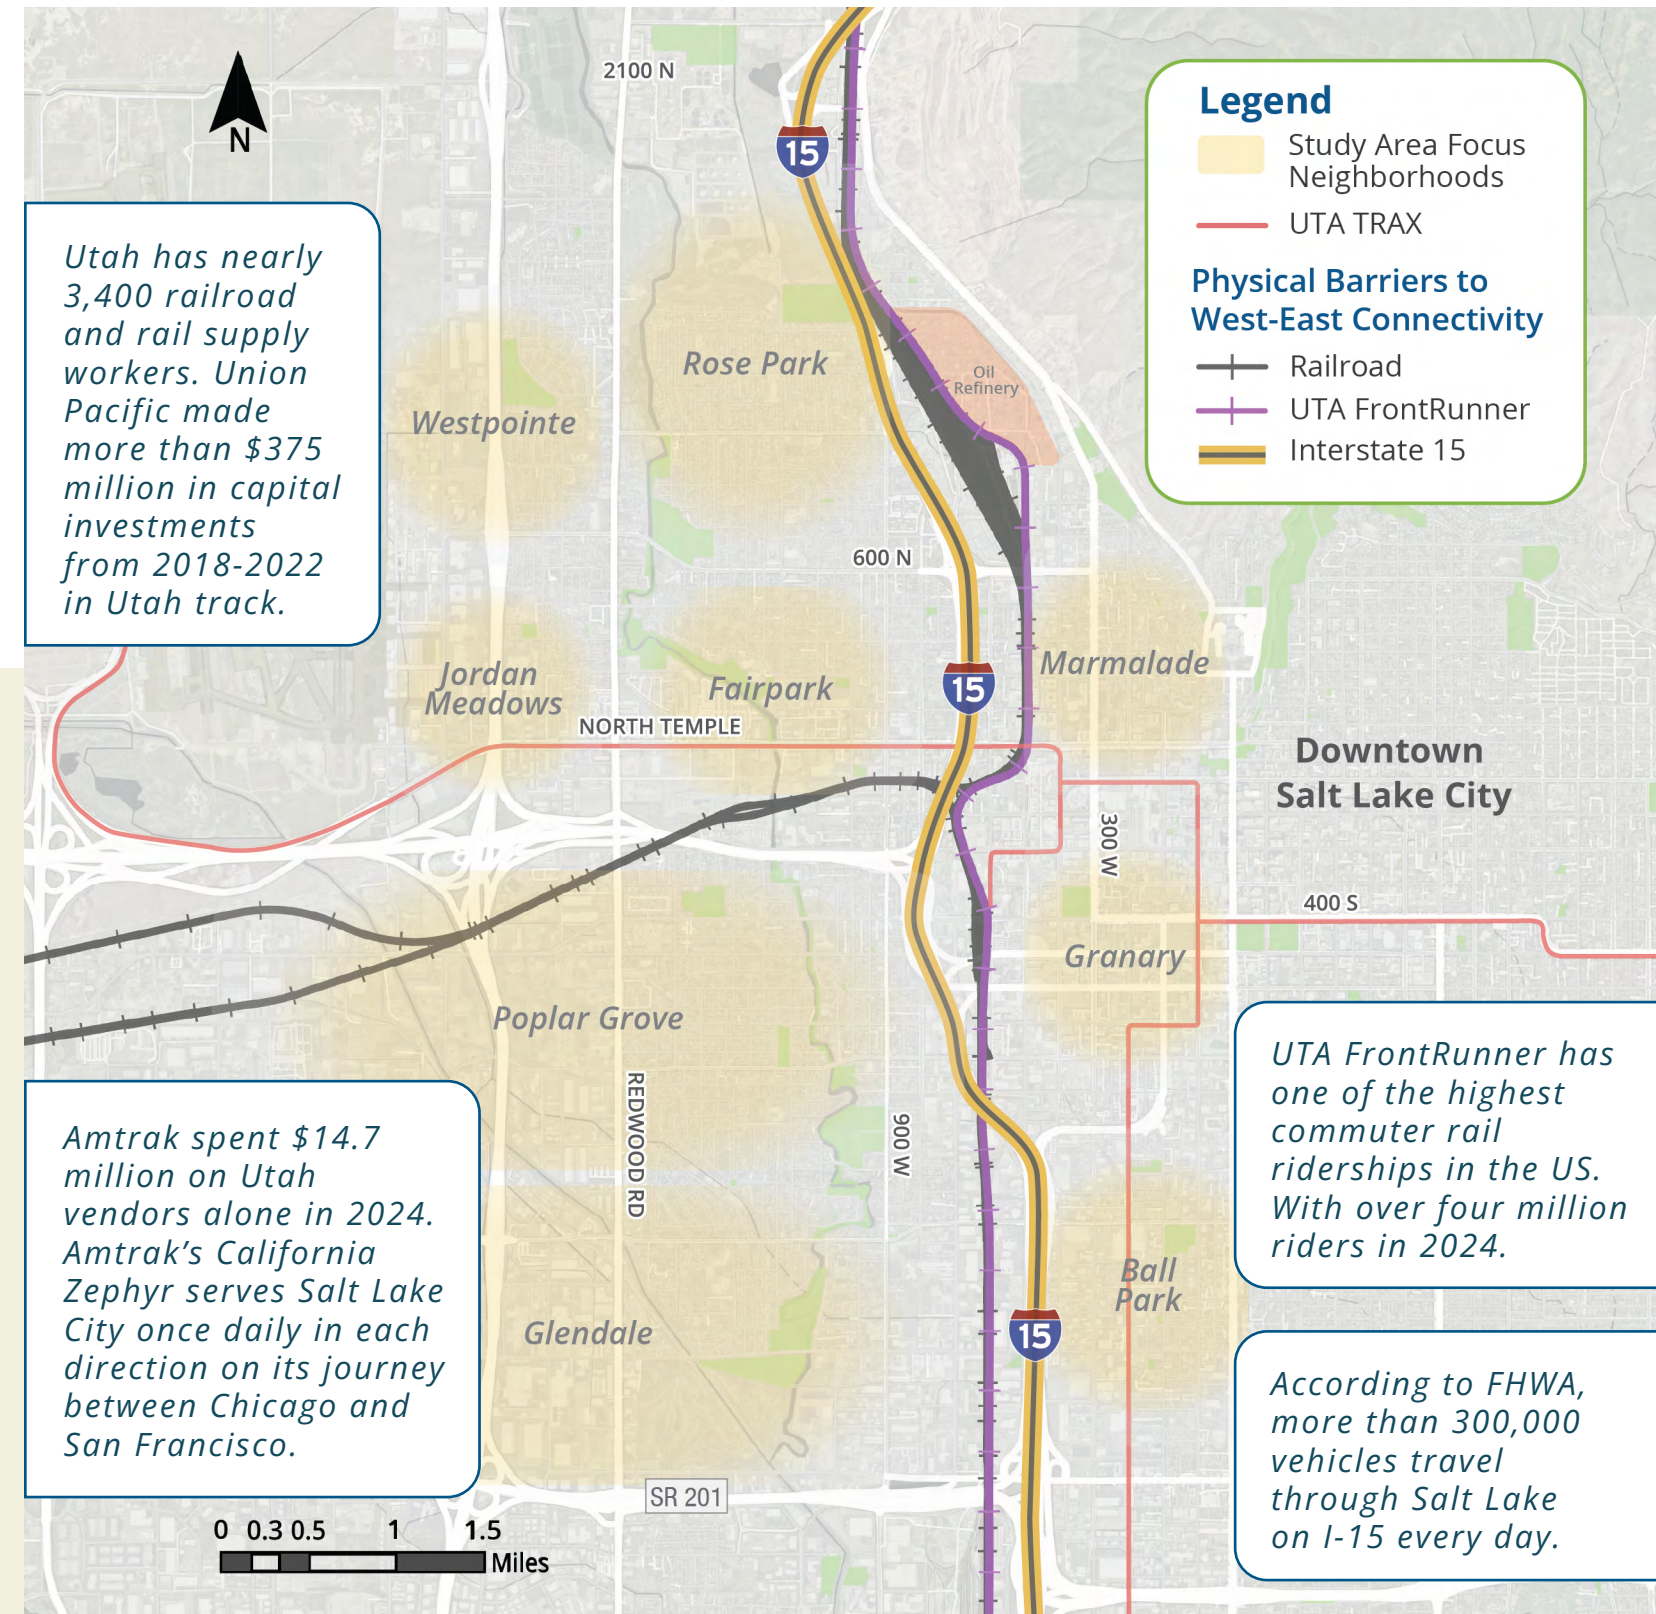 N
2100 N
15
Legend
Study Area Focus
Neighborhoods
UTA TRAX
Physical Barriers to
West-East Connectivity
Railroad
UTA FrontRunner
Interstate 15
Utah has nearly
3,400 railroad
and rail supply
workers. Union
Pacific made
more than $375
million in capital
investments
from 2018-2022
in Utah track.
Rose Park
Oil
Refinery
Westpointe
600 N
Jordan
Meadows
Fairpark
15
Marmalade
NORTH TEMPLE
Downtown
Salt Lake City
300 W
400 S
Granary
Poplar Grove
REDWOOD RD
900 W
UTA FrontRunner has
one of the highest
commuter rail
riderships in the US.
With over four million
riders in 2024.
Amtrak spent $14.7
million on Utah
vendors alone in 2024.
Amtrak’s California
Zephyr serves Salt Lake
City once daily in each
direction on its journey
between Chicago and
San Francisco.
Ball
Park
Glendale
15
According to FHWA,
more than 300,000
vehicles travel
through Salt Lake
on I-15 every day.
SR 201
0 0.3 0.5 1 1.5
Miles